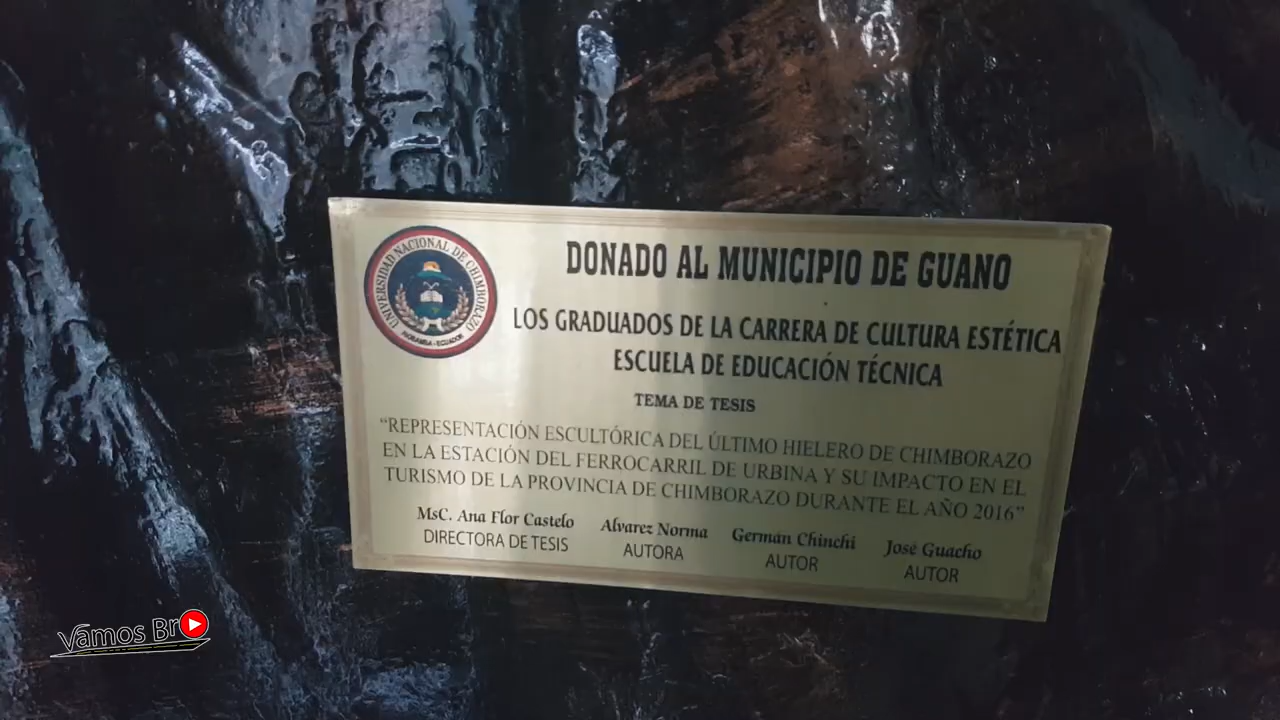 UNIVERSIDAD NACIONAL DE CHIMBORAZO
RIOBAMBA - ECUADOR
DONADO AL MUNICIPIO DE GUANO
LOS GRADUADOS DE LA CARRERA DE CULTURA ESTÉTICA
ESCUELA DE EDUCACIÓN TÉCNICA
TEMA DE TESIS
“REPRESENTACIÓN ESCULTÓRICA DEL ÚLTIMO HIELERO DE CHIMBORAZO
EN LA ESTACIÓN DEL FERROCARRIL DE URBINA Y SU IMPACTO EN EL
TURISMO DE LA PROVINCIA DE CHIMBORAZO DURANTE EL AÑO 2016”
MsC. Ana Flor Castelo Alvarez Norma Germán Chinchi José Guacho
DIRECTORA DE TESIS AUTORA AUTOR AUTOR
Vamos Bro